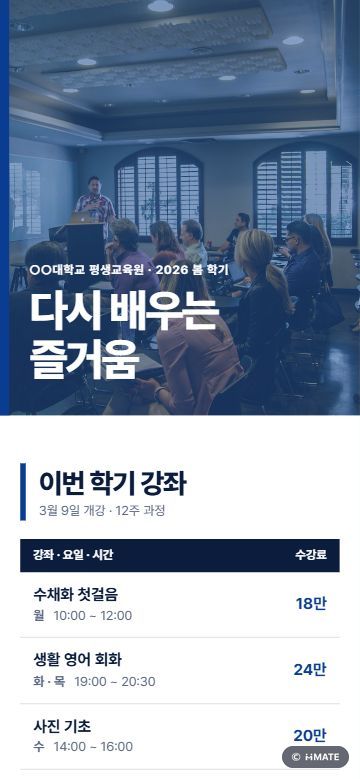 ○○대학교 평생교육원 · 2026 봄 학기
다시 배우는
즐거움
이번 학기 강좌
3월 9일 개강 · 12주 과정
강좌 · 요일 · 시간 수강료
수채화 첫걸음
월 10:00 ~ 12:00
18만
생활 영어 회화
화 · 목 19:00 ~ 20:30
24만
사진 기초
수 14:00 ~ 16:00
20만
© HMATE